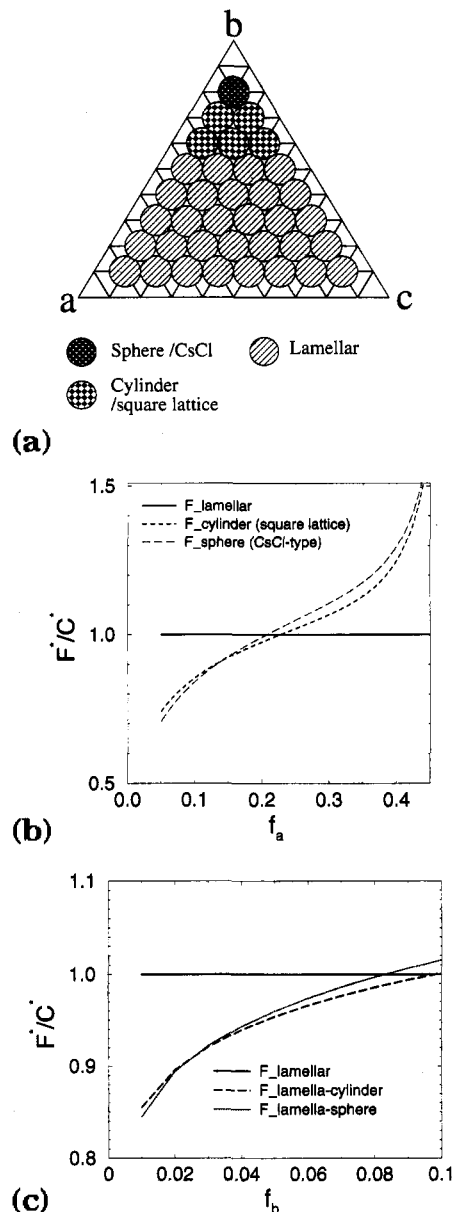 b
a
c
Sphere /CsCl
Lamellar
Cylinder
/square lattice
(a)
1.5
F_lamellar
F_cylinder (square lattice)
F_sphere (CsCl-type)
F*/C*
1.0
0.5
0.0 0.1 0.2 0.3 0.4
f_a
(b)
1.1
F*/C*
1.0
0.9
F_lamellar
F_lamella-cylinder
F_lamella-sphere
0.8
0 0.02 0.04 0.06 0.08 0.1
f_b
(c)